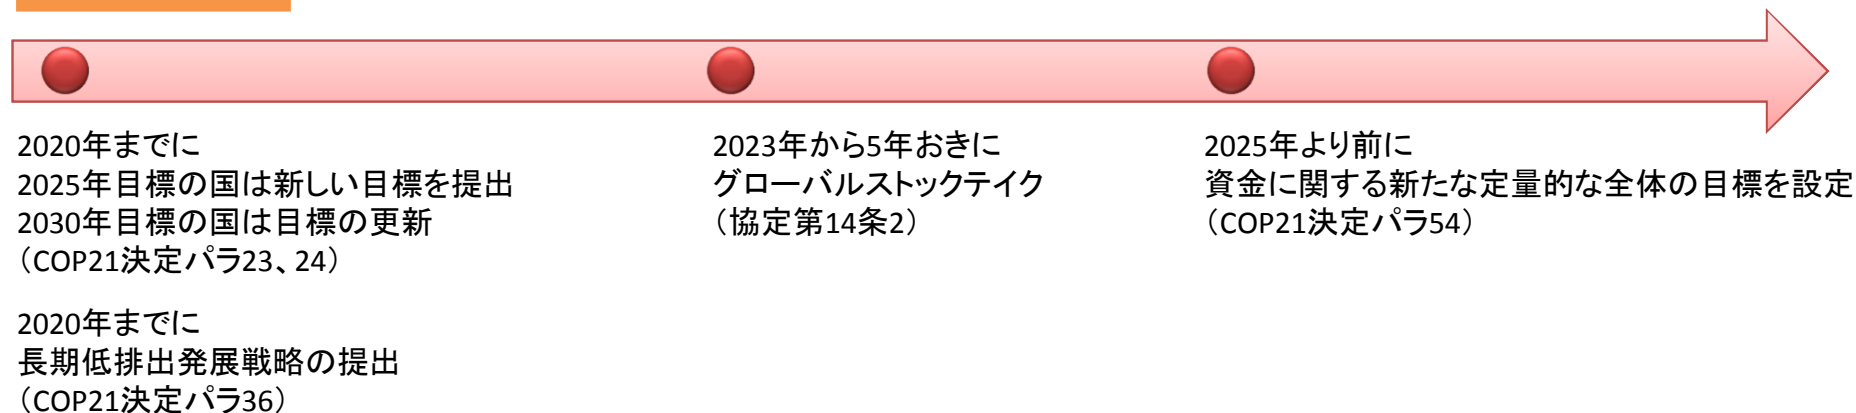 2020年までに
2025年目標の国は新しい目標を提出
2030年目標の国は目標の更新
（COP21決定パラ23、24）
2020年までに
長期低排出発展戦略の提出
（COP21決定パラ36）
2023年から5年おきに
グローバルストックテイク
（協定第14条2）
2025年より前に
資金に関する新たな定量的な全体の目標を設定
（COP21決定パラ54）